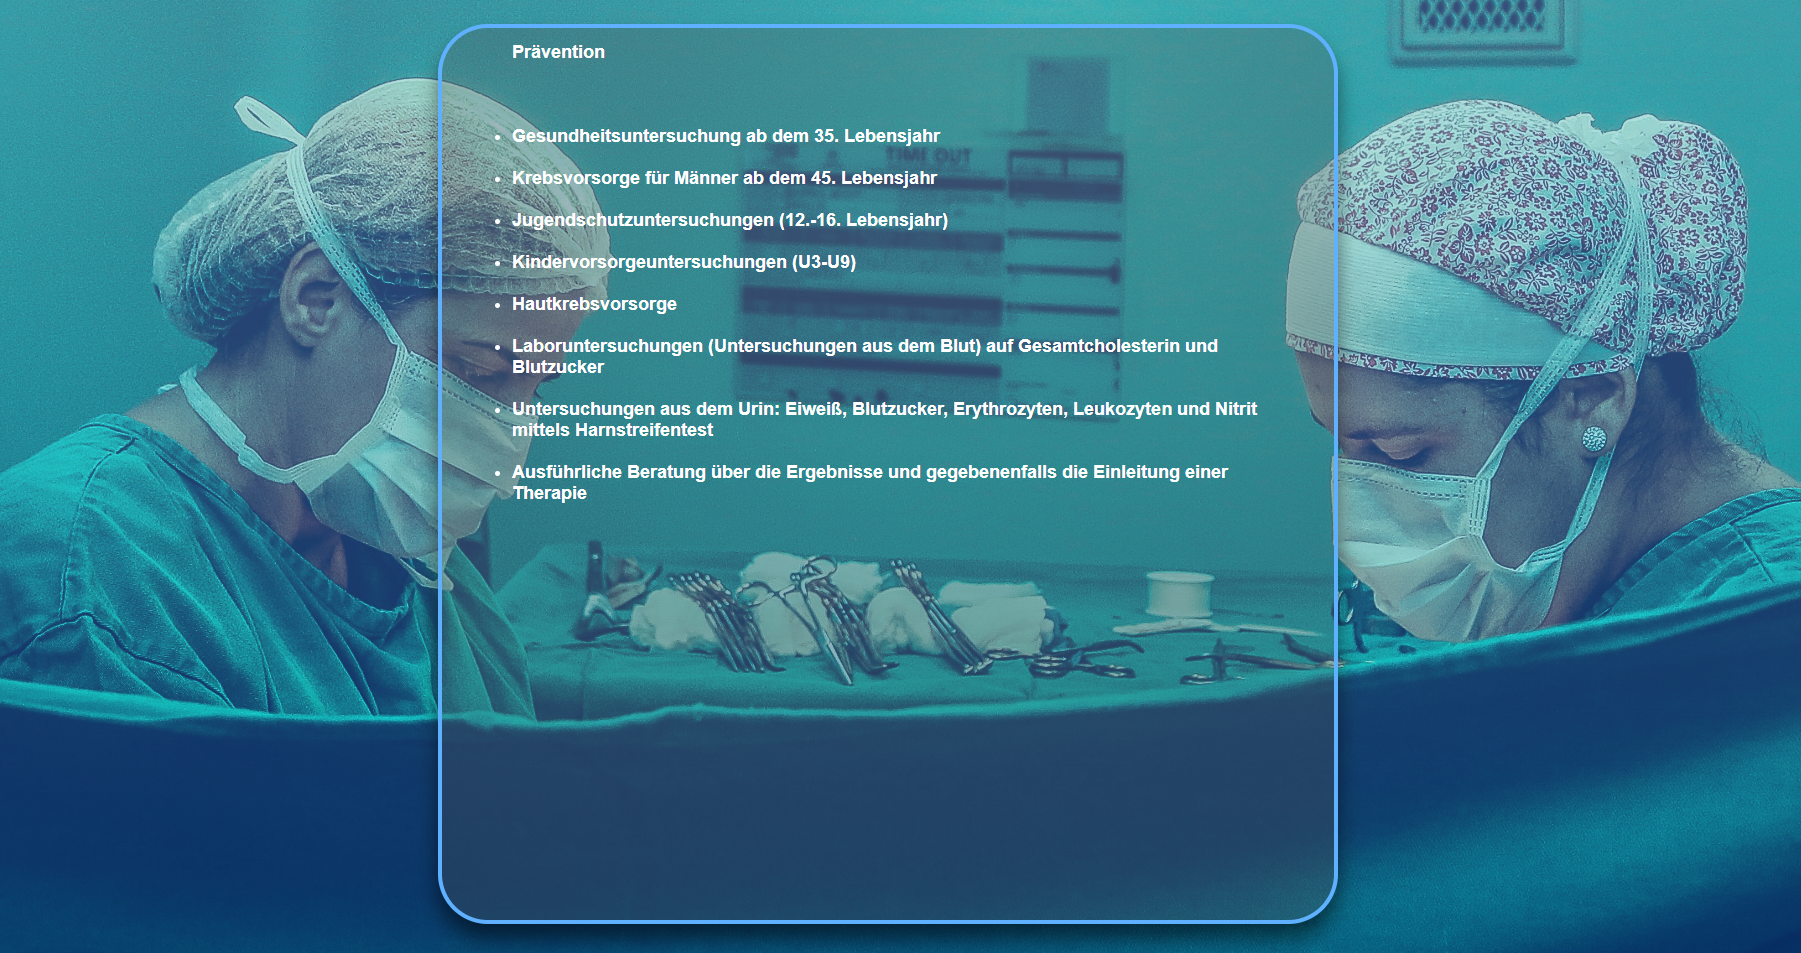 Prävention
Gesundheitsuntersuchung ab dem 35. Lebensjahr
Krebsvorsorge für Männer ab dem 45. Lebensjahr
TIME OUT
Jugendschutzuntersuchungen (12.-16. Lebensjahr)
Kindervorsorgeuntersuchungen (U3-U9)
Hautkrebsvorsorge
Laboruntersuchungen (Untersuchungen aus dem Blut) auf Gesamtcholesterin und
Blutzucker
Untersuchungen aus dem Urin: Eiweiß, Blutzucker, Erythrozyten, Leukozyten und Nitrit
mittels Harnstreifentest
Ausführliche Beratung über die Ergebnisse und gegebenenfalls die Einleitung einer
Therapie